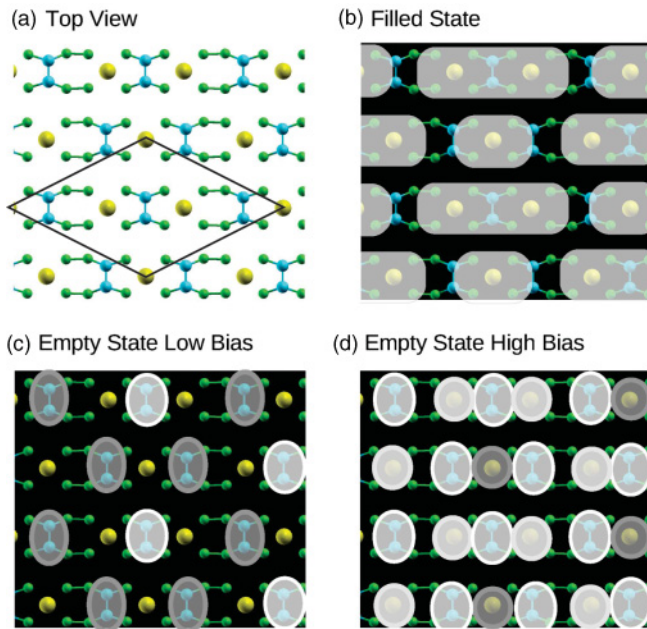 (a) Top View
(b) Filled State
(c) Empty State Low Bias
(d) Empty State High Bias